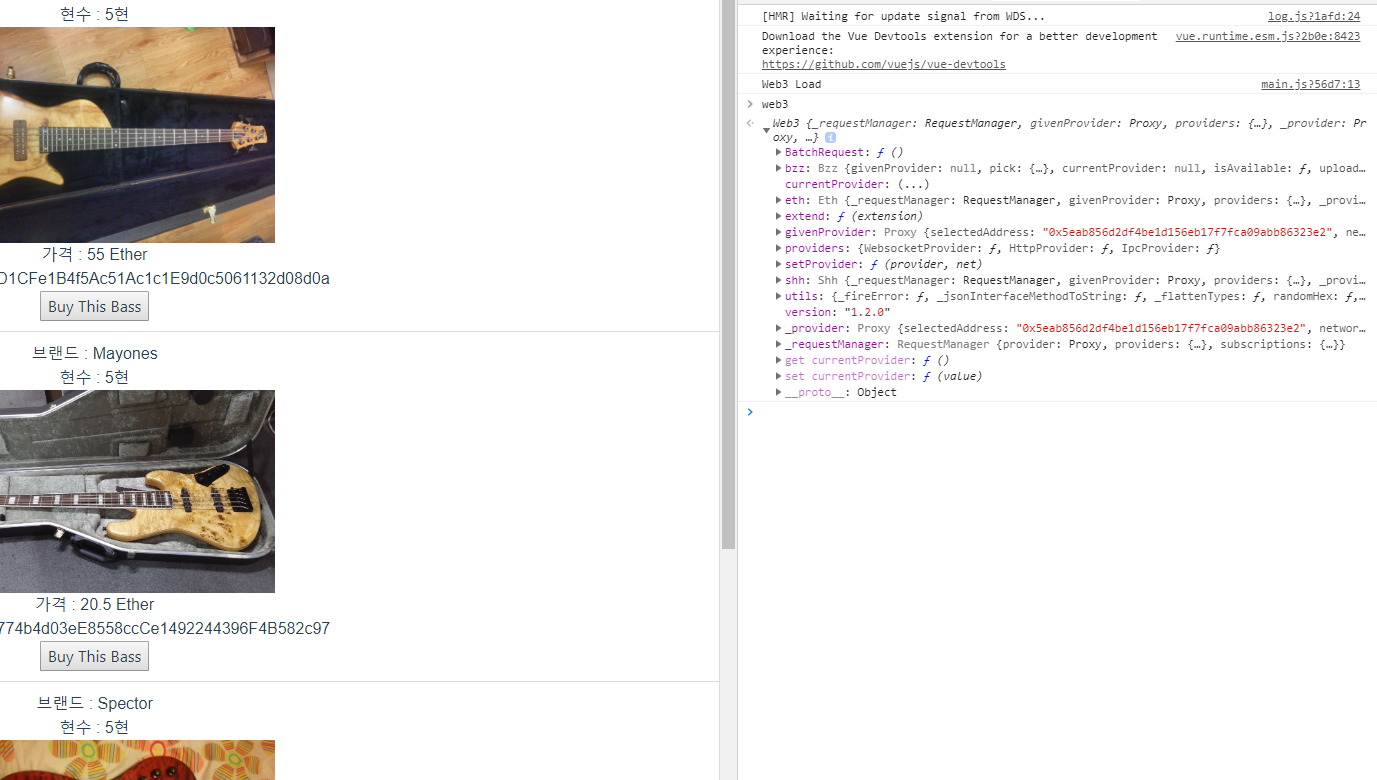 현수 : 5현
가격 : 55 Ether
D1CFe1B4f5Ac51Ac1c1E9d0c5061132d08d0a
Buy This Bass
브랜드 : Mayones
현수 : 5현
가격 : 20.5 Ether
774b4d03eE8558ccCe1492244396F4B582c97
Buy This Bass
브랜드 : Spector
현수 : 5현
[HMR] Waiting for update signal from WDS... log.js?1afd:24
Download the Vue Devtools extension for a better development vue.runtime.esm.js?2b0e:8423
experience:
https://github.com/vuejs/vue-devtools
Web3 Load main.js?56d7:13
> web3
Web3 {_requestManager: RequestManager, givenProvider: Proxy, providers: {…}, _provider: Pr
oxy, …}
BatchRequest: ƒ ()
bzz: Bzz {givenProvider: null, pick: {…}, currentProvider: null, isAvailable: ƒ, upload…
currentProvider: (...)
eth: Eth {_requestManager: RequestManager, givenProvider: Proxy, providers: {…}, _provi…
extend: ƒ (extension)
givenProvider: Proxy {selectedAddress: "0x5eab856d2df4be1d156eb17f7fca09abb86323e2", ne…
providers: {WebsocketProvider: ƒ, HttpProvider: ƒ, IpcProvider: ƒ}
setProvider: ƒ (provider, net)
shh: Shh {_requestManager: RequestManager, givenProvider: Proxy, providers: {…}, _provi…
utils: {_fireError: ƒ, _jsonInterfaceMethodToString: ƒ, _flattenTypes: ƒ, randomHex: ƒ,…
version: "1.2.0"
_provider: Proxy {selectedAddress: "0x5eab856d2df4be1d156eb17f7fca09abb86323e2", networ…
_requestManager: RequestManager {provider: Proxy, providers: {…}, subscriptions: {…}}
get currentProvider: ƒ ()
set currentProvider: ƒ (value)
__proto__: Object
>